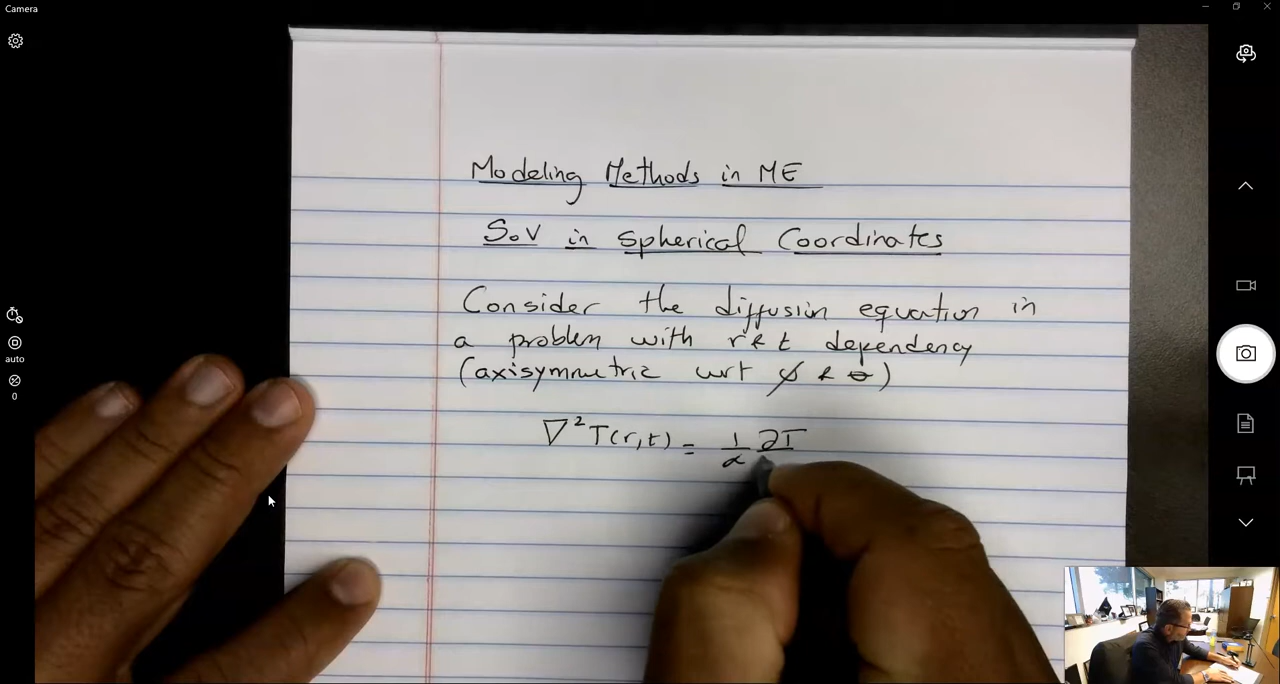 Camera
Modeling Methods in ME
SoV in Spherical Coordinates
Consider the diffusion equation in
a problem with r & t dependency
(axisymmetric wrt ϕ & θ)
∇²T(r,t) = 1/α ∂T
auto
0